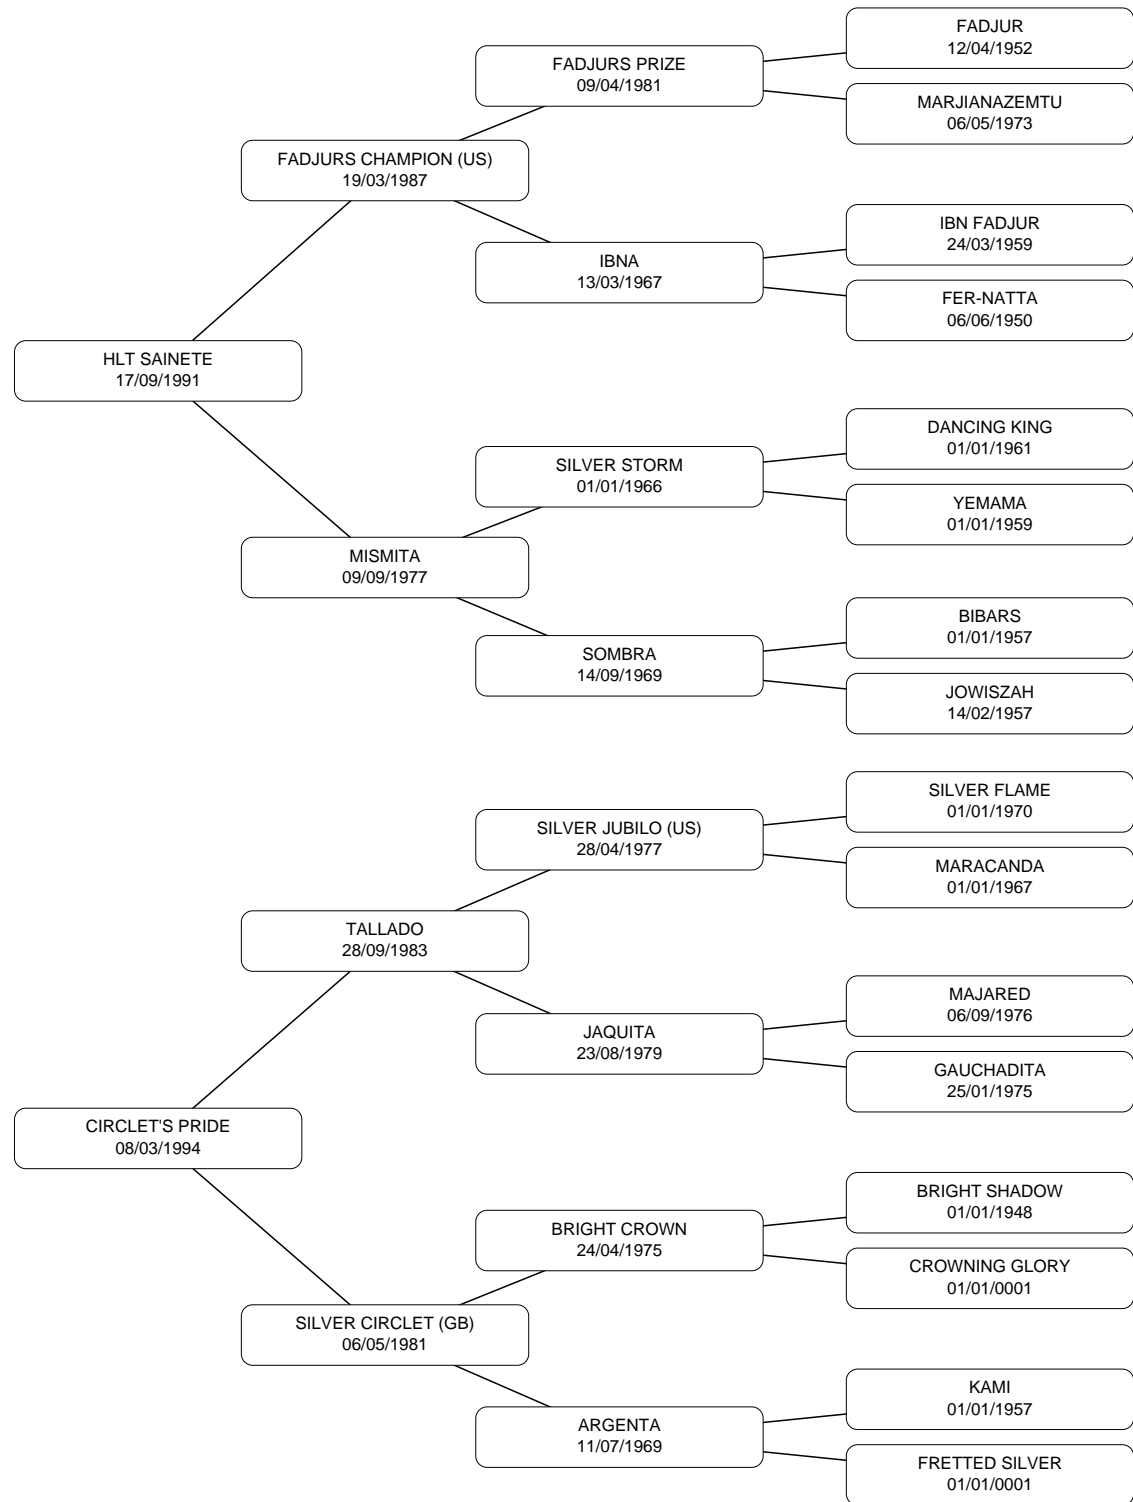 FADJUR
12/04/1952
FADJURS PRIZE
09/04/1981
MARJIANAZEMTU
06/05/1973
FADJURS CHAMPION (US)
19/03/1987
IBN FADJUR
24/03/1959
IBNA
13/03/1967
FER-NATTA
06/06/1950
HLT SAINETE
17/09/1991
DANCING KING
01/01/1961
SILVER STORM
01/01/1966
YEMAMA
01/01/1959
MISMITA
09/09/1977
BIBARS
01/01/1957
SOMBRA
14/09/1969
JOWISZAH
14/02/1957
SILVER FLAME
01/01/1970
SILVER JUBILO (US)
28/04/1977
MARACANDA
01/01/1967
TALLADO
28/09/1983
MAJARED
06/09/1976
JAQUITA
23/08/1979
GAUCHADITA
25/01/1975
CIRCLET'S PRIDE
08/03/1994
BRIGHT SHADOW
01/01/1948
BRIGHT CROWN
24/04/1975
CROWNING GLORY
01/01/0001
SILVER CIRCLET (GB)
06/05/1981
KAMI
01/01/1957
ARGENTA
11/07/1969
FRETTED SILVER
01/01/0001